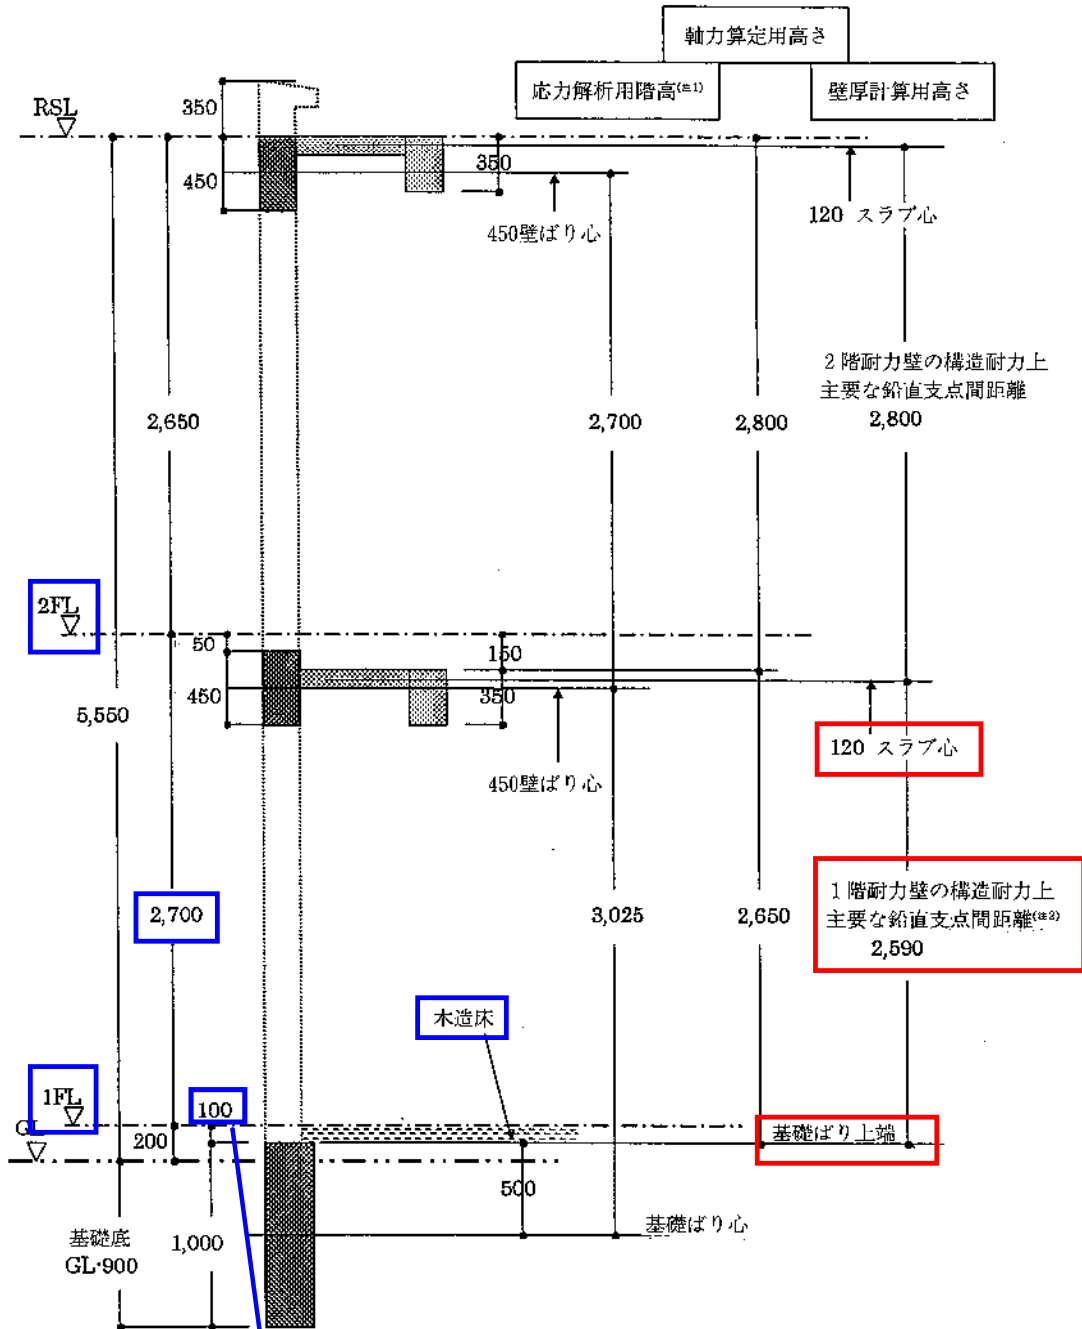 軸力算定用高さ
応力解析用階高(注1)
壁厚計算用高さ
RSL
350
450
350
450壁ばり心
120 スラブ心
2階耐力壁の構造耐力上
主要な鉛直支点間距離
2,800
2,650
2,700
2,800
2FL
50
150
450
350
5,550
450壁ばり心
120 スラブ心
1階耐力壁の構造耐力上
主要な鉛直支点間距離(注2)
2,590
2,700
3,025
2,650
木造床
1FL
100
GL
200
基礎ばり上端
500
基礎ばり心
基礎底
GL-900
1,000